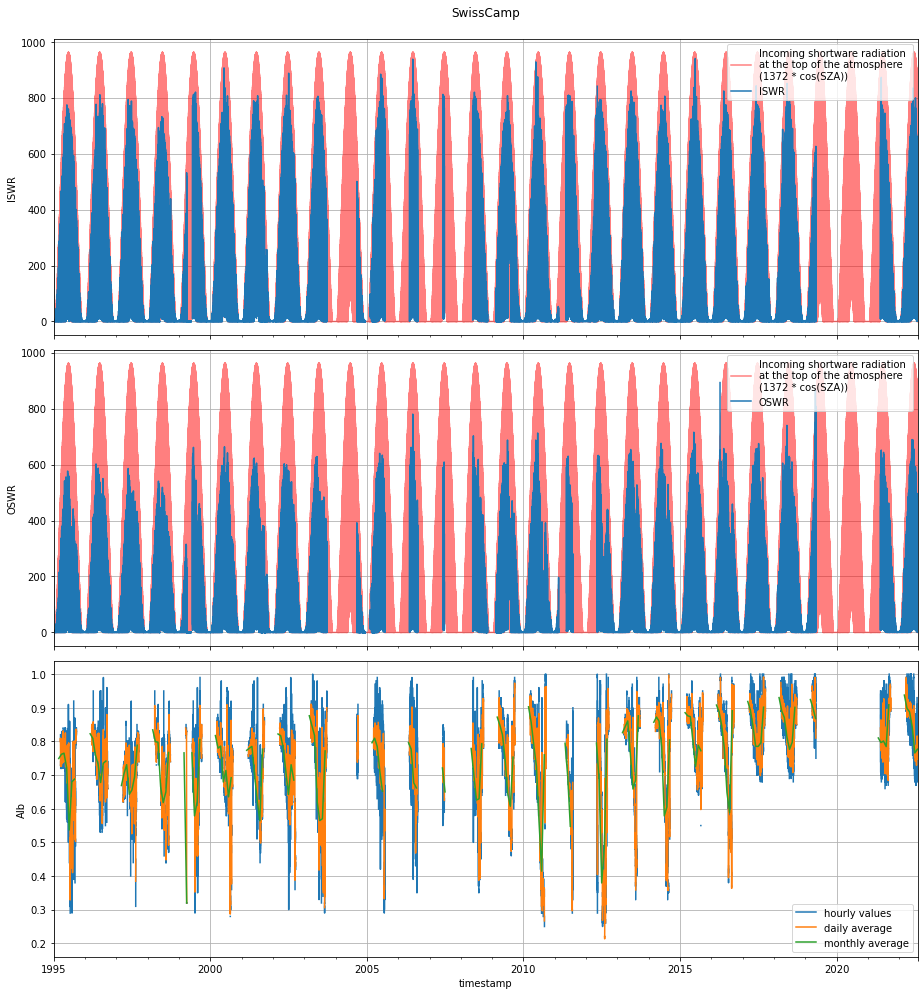 SwissCamp
1000
800
600
400
200
0
ISWR
Incoming shortware radiation
at the top of the atmosphere
(1372 * cos(SZA))
ISWR
1000
800
600
400
200
0
OSWR
Incoming shortware radiation
at the top of the atmosphere
(1372 * cos(SZA))
OSWR
1.0
0.9
0.8
0.7
0.6
0.5
0.4
0.3
0.2
Alb
hourly values
daily average
monthly average
1995
2000
2005
2010
2015
2020
timestamp